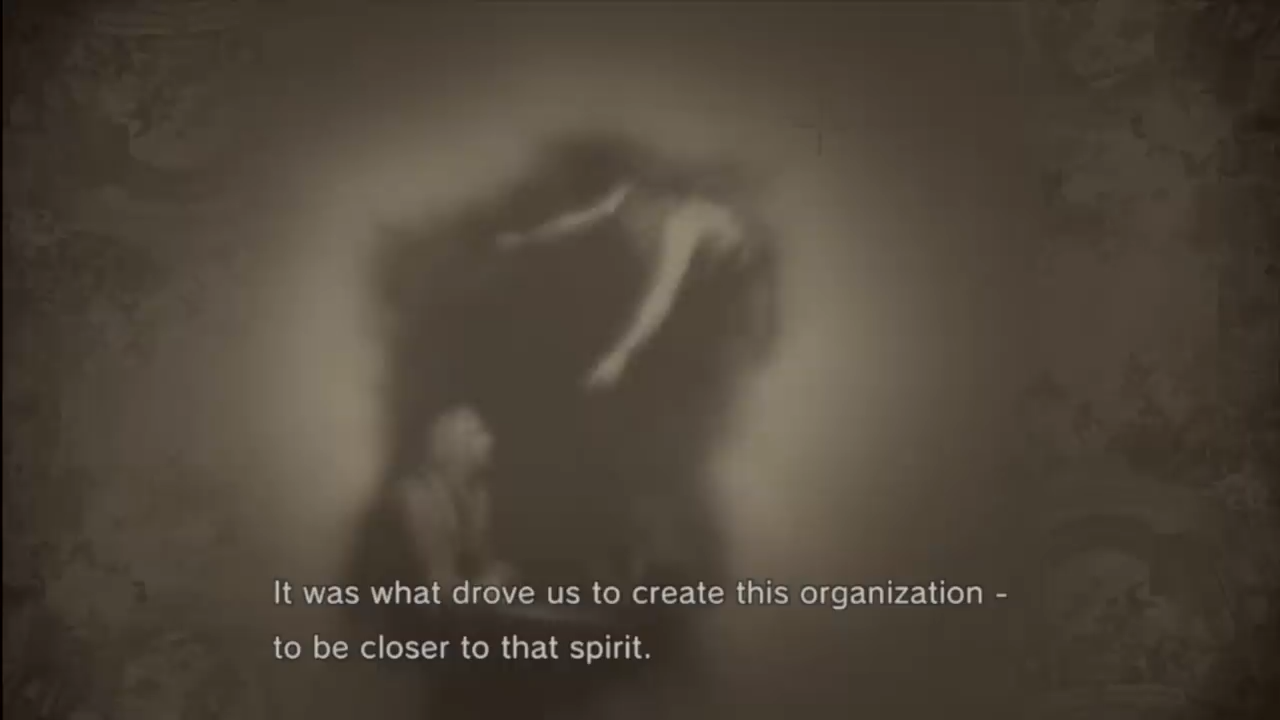 It was what drove us to create this organization -
to be closer to that spirit.